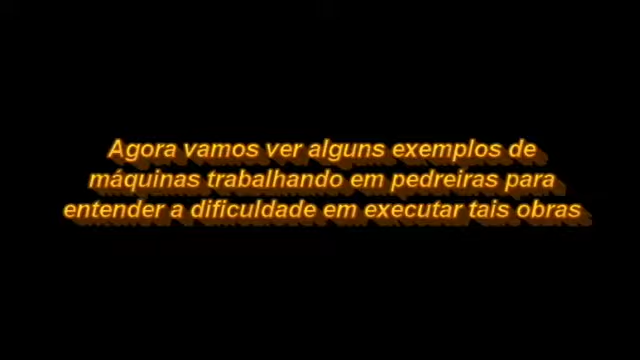 Agora vamos ver alguns exemplos de
máquinas trabalhando em pedreiras para
entender a dificuldade em executar tais obras